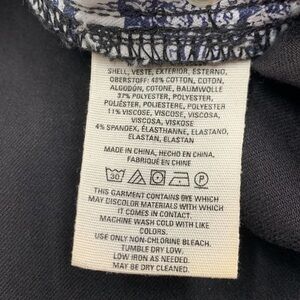 SHELL, VESTE, EXTERIOR, ESTERNO,
OBERSTOFF: 48% COTTON, COTON,
ALGODÓN, COTONE, BAUMWOLLE
37% POLYESTER, POLYESTER,
POLIÉSTER, POLIESTERE, POLYESTER
11% VISCOSE, VISCOSE, VISCOSA,
VISCOSA, VISKOSE
4% SPANDEX, ÉLASTHANNE, ELASTANO,
ELASTAN, ELASTAN
MADE IN CHINA, HECHO EN CHINA,
FABRIQUÉ EN CHINE
30 P
THIS GARMENT CONTAINS DYE WHICH
MAY DISCOLOR MATERIALS WITH WHICH
IT COMES IN CONTACT.
MACHINE WASH COLD WITH LIKE
COLORS.
USE ONLY NON-CHLORINE BLEACH.
TUMBLE DRY LOW.
LOW IRON AS NEEDED.
MAY BE DRY CLEANED.